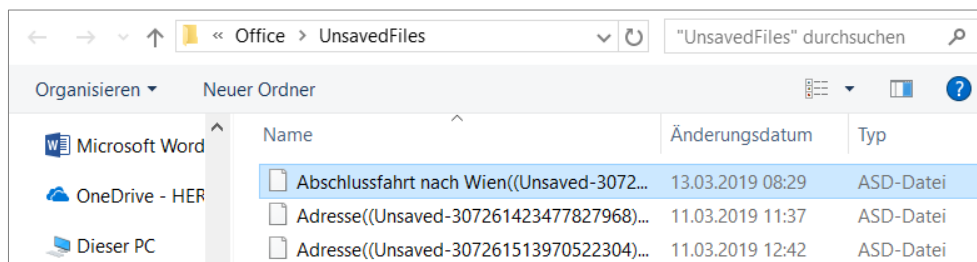 « Office > UnsavedFiles "UnsavedFiles" durchsuchen
Organisieren Neuer Ordner ?
Name Änderungsdatum Typ
Microsoft Word
Abschlussfahrt nach Wien((Unsaved-3072... 13.03.2019 08:29 ASD-Datei
OneDrive - HER
Adresse((Unsaved-307261423477827968)... 11.03.2019 11:37 ASD-Datei
Dieser PC
Adresse((Unsaved-307261513970522304)... 11.03.2019 12:42 ASD-Datei